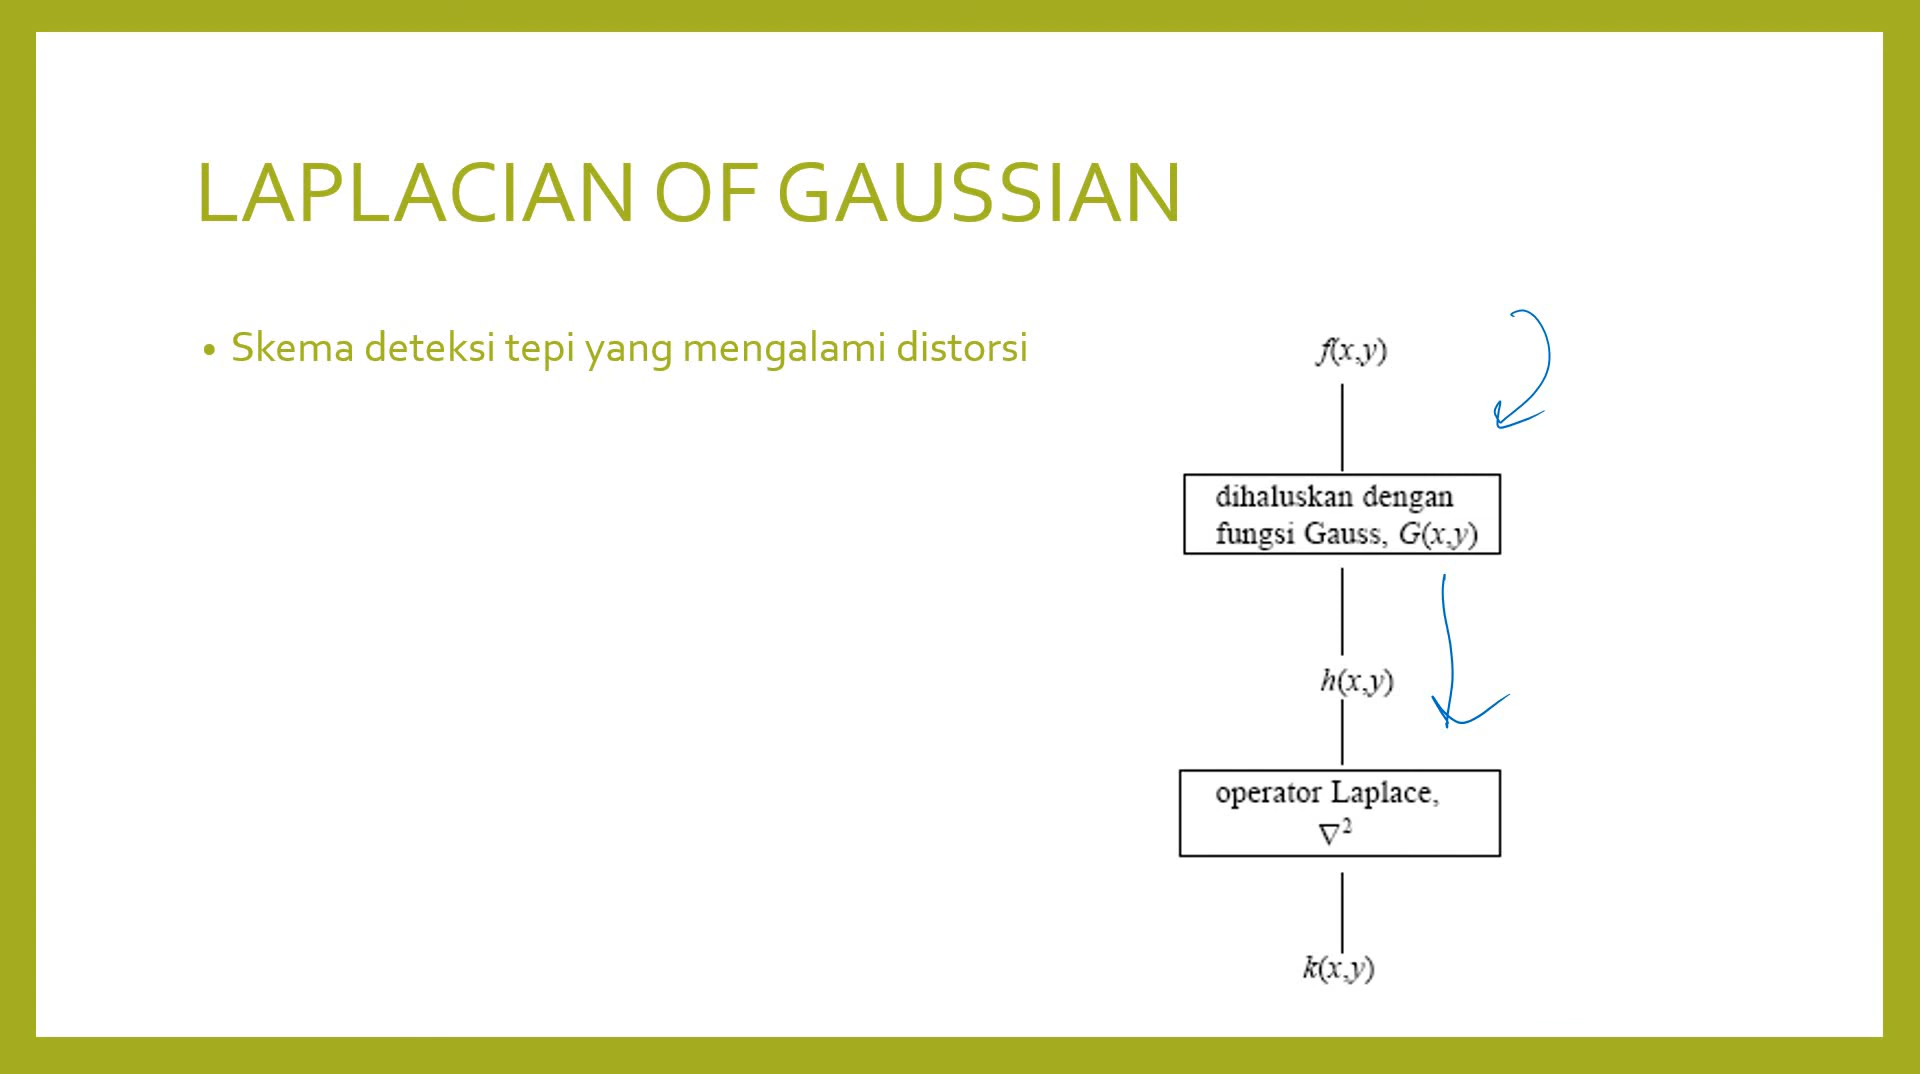 LAPLACIAN OF GAUSSIAN
• Skema deteksi tepi yang mengalami distorsi
f(x,y)
dihaluskan dengan
fungsi Gauss, G(x,y)
h(x,y)
operator Laplace,
∇²
k(x,y)